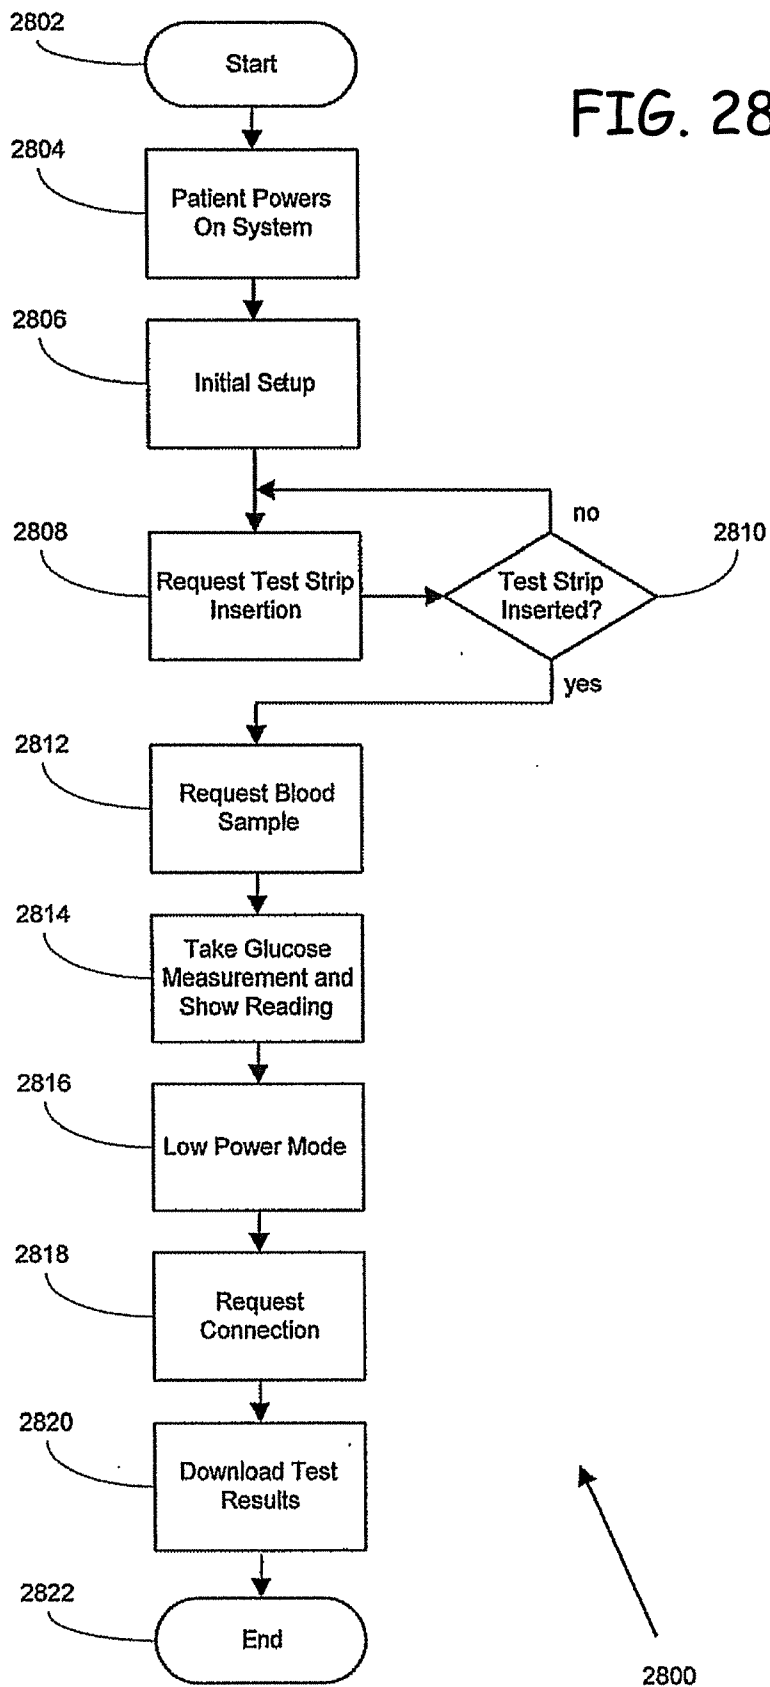 2802
Start
FIG. 28
2804
Patient Powers
On System
2806
Initial Setup
no
2808
Request Test Strip
Insertion
Test Strip
Inserted?
2810
yes
2812
Request Blood
Sample
2814
Take Glucose
Measurement and
Show Reading
2816
Low Power Mode
2818
Request
Connection
2820
Download Test
Results
2822
End
2800